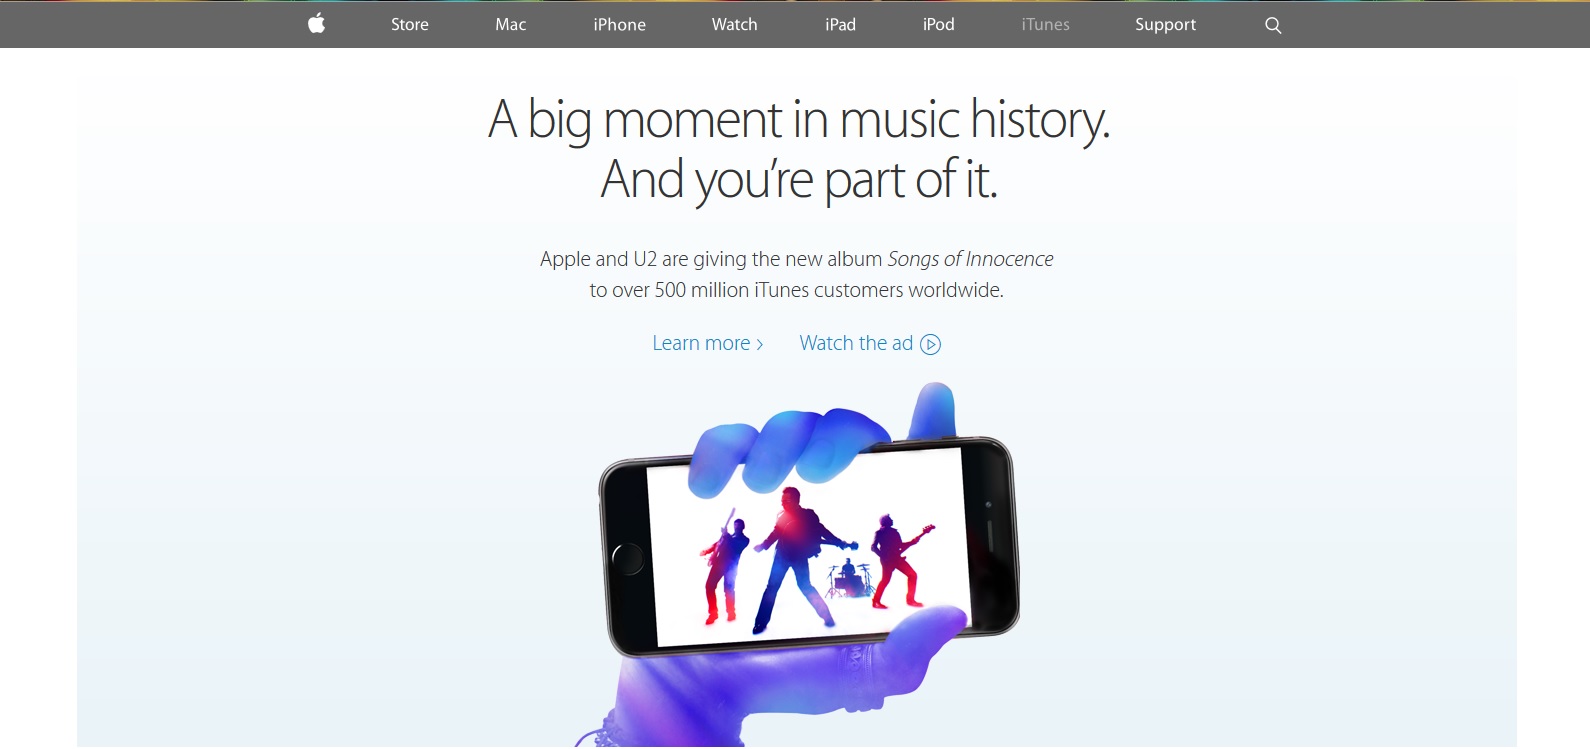 Store Mac iPhone Watch iPad iPod iTunes Support
A big moment in music history.
And you’re part of it.
Apple and U2 are giving the new album Songs of Innocence
to over 500 million iTunes customers worldwide.
Learn more › Watch the ad